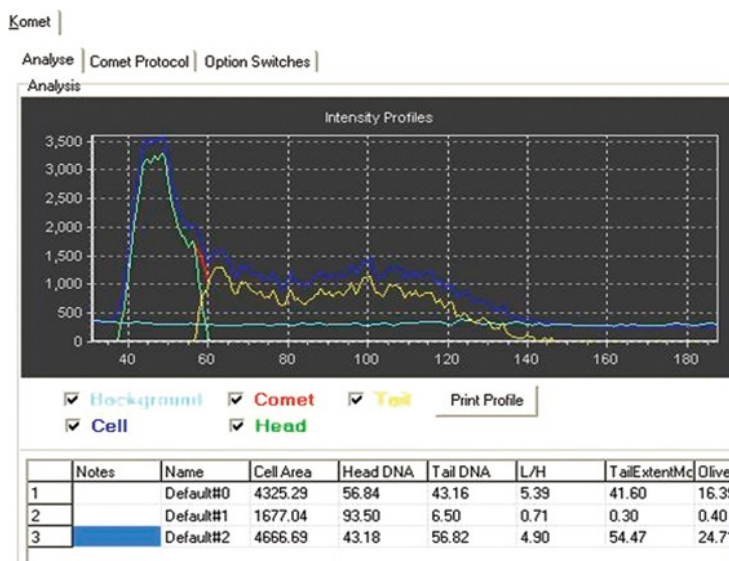 Komet
Analyse Comet Protocol Option Switches
Analysis
Intensity Profiles
3,500
3,000
2,500
2,000
1,500
1,000
500
0
40 60 80 100 120 140 160 180
Background Comet Tail Print Profile
Cell Head
Notes Name Cell Area Head DNA Tail DNA L/H TailExtentMo Olive
1 Default#0 4325.29 56.84 43.16 5.39 41.60 16.39
2 Default#1 1677.04 93.50 6.50 0.71 0.30 0.40
3 Default#2 4666.69 43.18 56.82 4.90 54.47 24.7